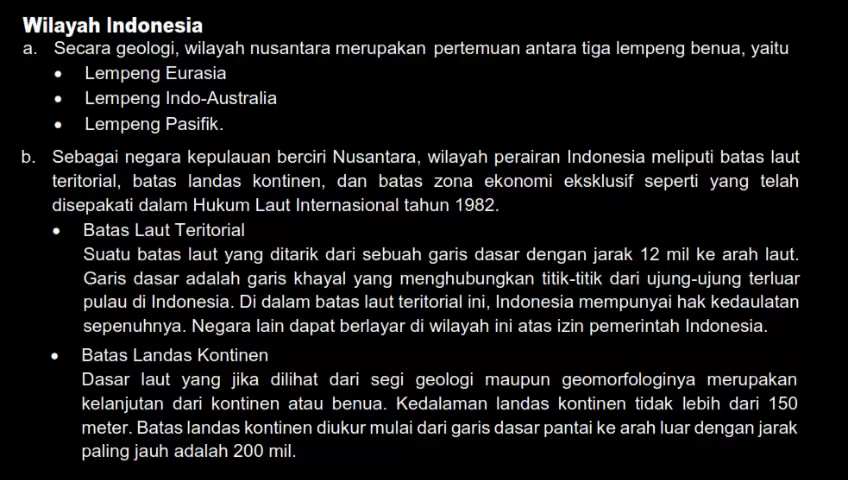 Wilayah Indonesia
a. Secara geologi, wilayah nusantara merupakan pertemuan antara tiga lempeng benua, yaitu
• Lempeng Eurasia
• Lempeng Indo-Australia
• Lempeng Pasifik.
b. Sebagai negara kepulauan berciri Nusantara, wilayah perairan Indonesia meliputi batas laut
teritorial, batas landas kontinen, dan batas zona ekonomi eksklusif seperti yang telah
disepakati dalam Hukum Laut Internasional tahun 1982.
• Batas Laut Teritorial
Suatu batas laut yang ditarik dari sebuah garis dasar dengan jarak 12 mil ke arah laut.
Garis dasar adalah garis khayal yang menghubungkan titik-titik dari ujung-ujung terluar
pulau di Indonesia. Di dalam batas laut teritorial ini, Indonesia mempunyai hak kedaulatan
sepenuhnya. Negara lain dapat berlayar di wilayah ini atas izin pemerintah Indonesia.
• Batas Landas Kontinen
Dasar laut yang jika dilihat dari segi geologi maupun geomorfologinya merupakan
kelanjutan dari kontinen atau benua. Kedalaman landas kontinen tidak lebih dari 150
meter. Batas landas kontinen diukur mulai dari garis dasar pantai ke arah luar dengan jarak
paling jauh adalah 200 mil.